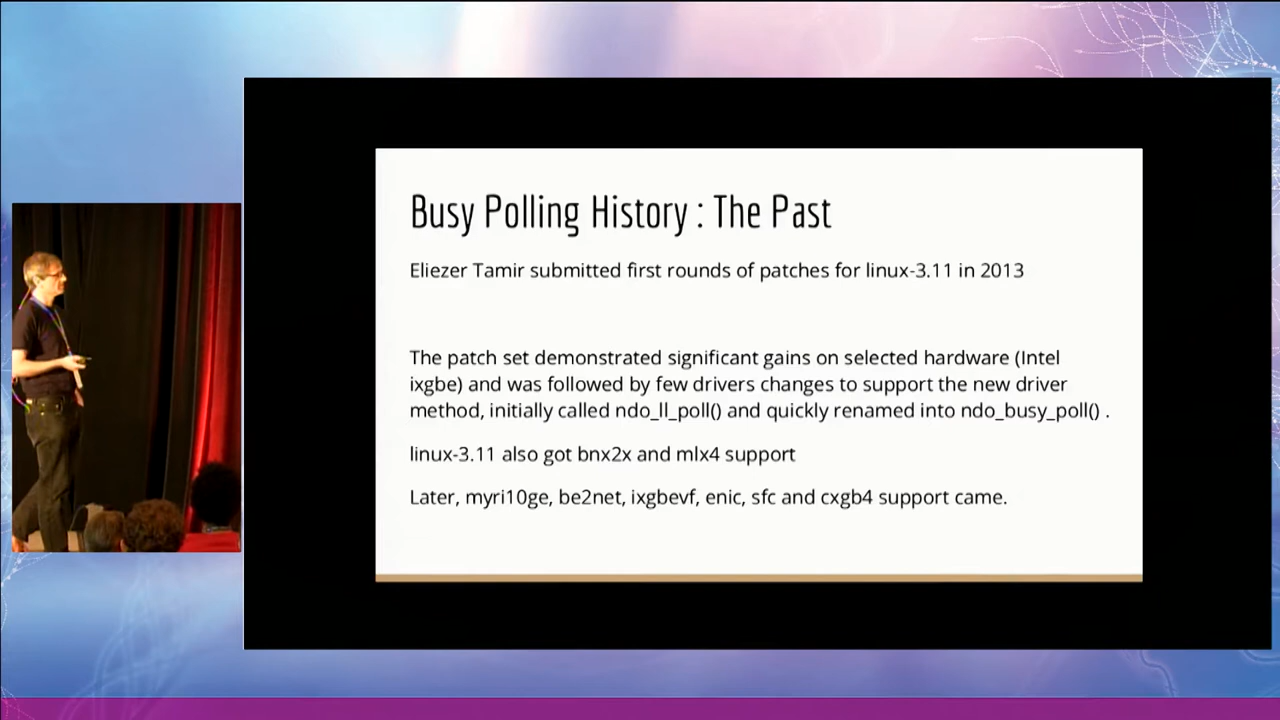 Busy Polling History : The Past
Eliezer Tamir submitted first rounds of patches for linux-3.11 in 2013
The patch set demonstrated significant gains on selected hardware (Intel
ixgbe) and was followed by few drivers changes to support the new driver
method, initially called ndo_ll_poll() and quickly renamed into ndo_busy_poll() .
linux-3.11 also got bnx2x and mlx4 support
Later, myri10ge, be2net, ixgbevf, enic, sfc and cxgb4 support came.